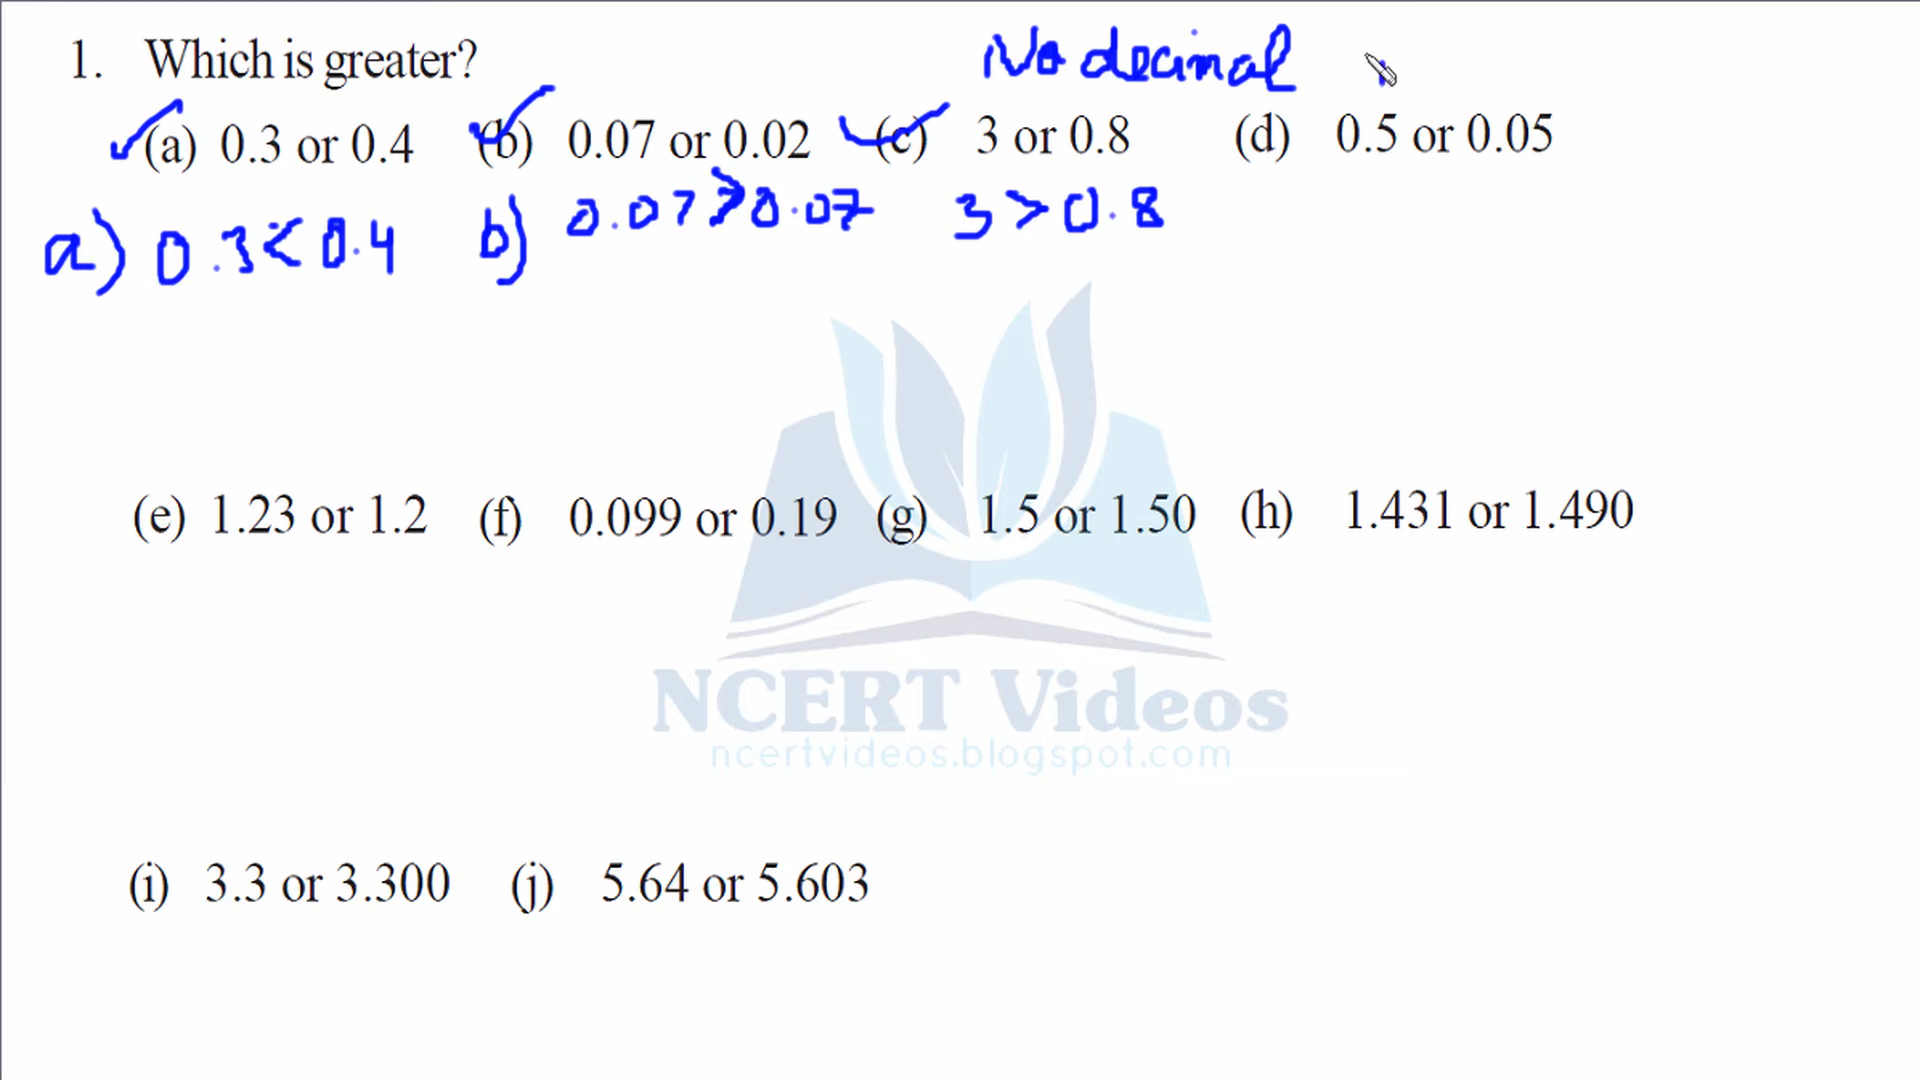 1. Which is greater? No decimal
(a) 0.3 or 0.4 (b) 0.07 or 0.02 (c) 3 or 0.8 (d) 0.5 or 0.05
a) 0.3 < 0.4 b) 0.07 > 0.07 3 > 0.8
(e) 1.23 or 1.2 (f) 0.099 or 0.19 (g) 1.5 or 1.50 (h) 1.431 or 1.490
NCERT Videos
ncertvideos.blogspot.com
(i) 3.3 or 3.300 (j) 5.64 or 5.603